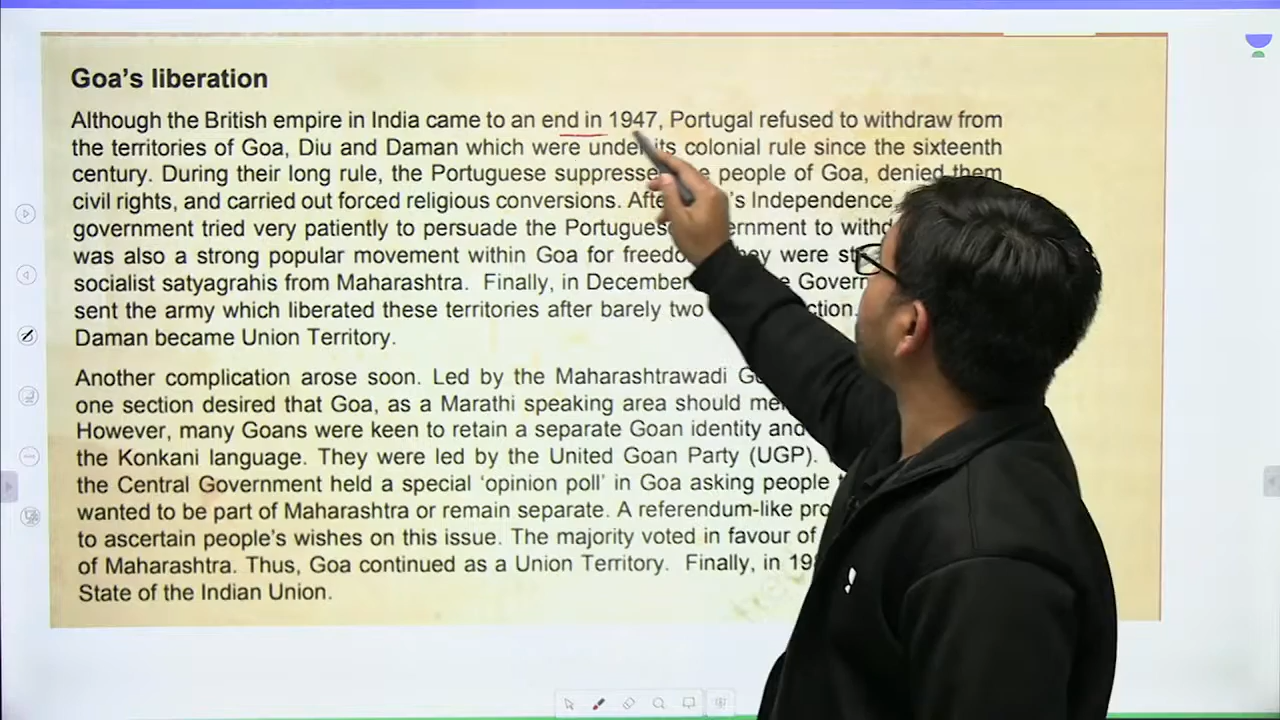 Goa's liberation
Although the British empire in India came to an end in 1947, Portugal refused to withdraw from
the territories of Goa, Diu and Daman which were under its colonial rule since the sixteenth
century. During their long rule, the Portuguese suppresse people of Goa, denied them
civil rights, and carried out forced religious conversions. Afte 's Independence,
government tried very patiently to persuade the Portugues ernment to withd
was also a strong popular movement within Goa for freedo ey were st
socialist satyagrahis from Maharashtra. Finally, in December e Govern
sent the army which liberated these territories after barely two ction.
Daman became Union Territory.
Another complication arose soon. Led by the Maharashtrawadi G
one section desired that Goa, as a Marathi speaking area should me
However, many Goans were keen to retain a separate Goan identity and
the Konkani language. They were led by the United Goan Party (UGP).
the Central Government held a special 'opinion poll' in Goa asking people
wanted to be part of Maharashtra or remain separate. A referendum-like pro
to ascertain people's wishes on this issue. The majority voted in favour of
of Maharashtra. Thus, Goa continued as a Union Territory. Finally, in 19
State of the Indian Union.